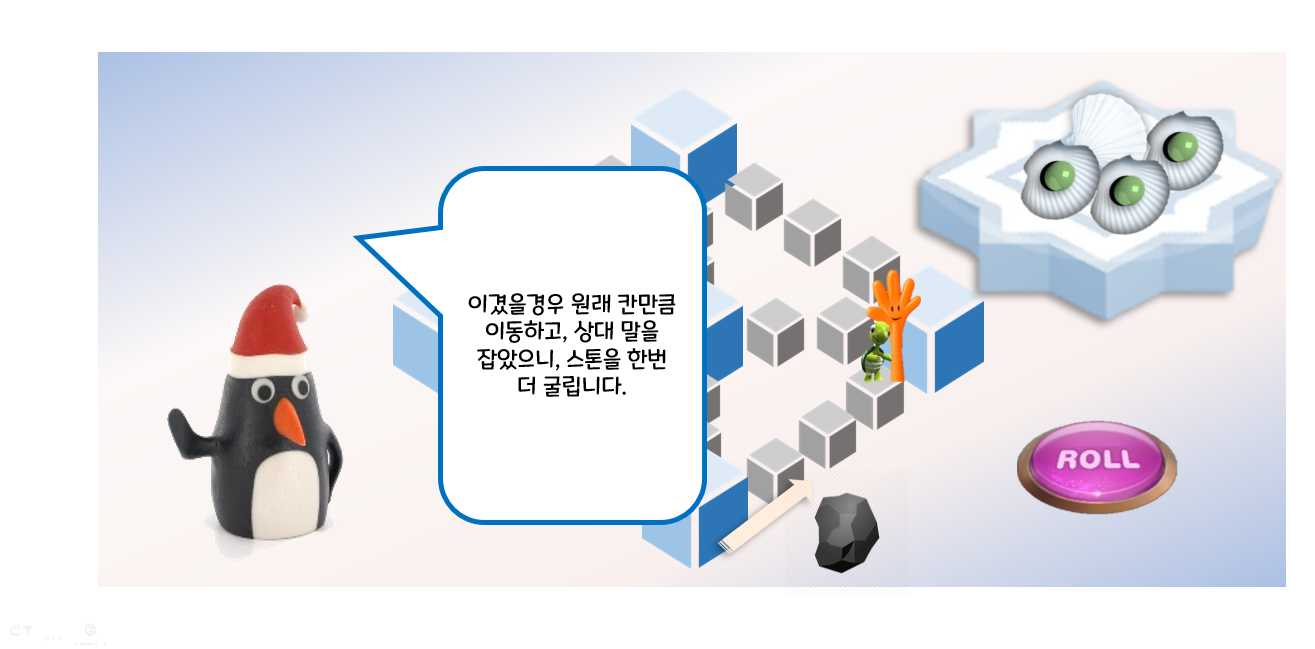 이겼을경우 원래 칸만큼
이동하고, 상대 말을
잡았으니, 스톤을 한번
더 굴립니다.
ROLL
CT